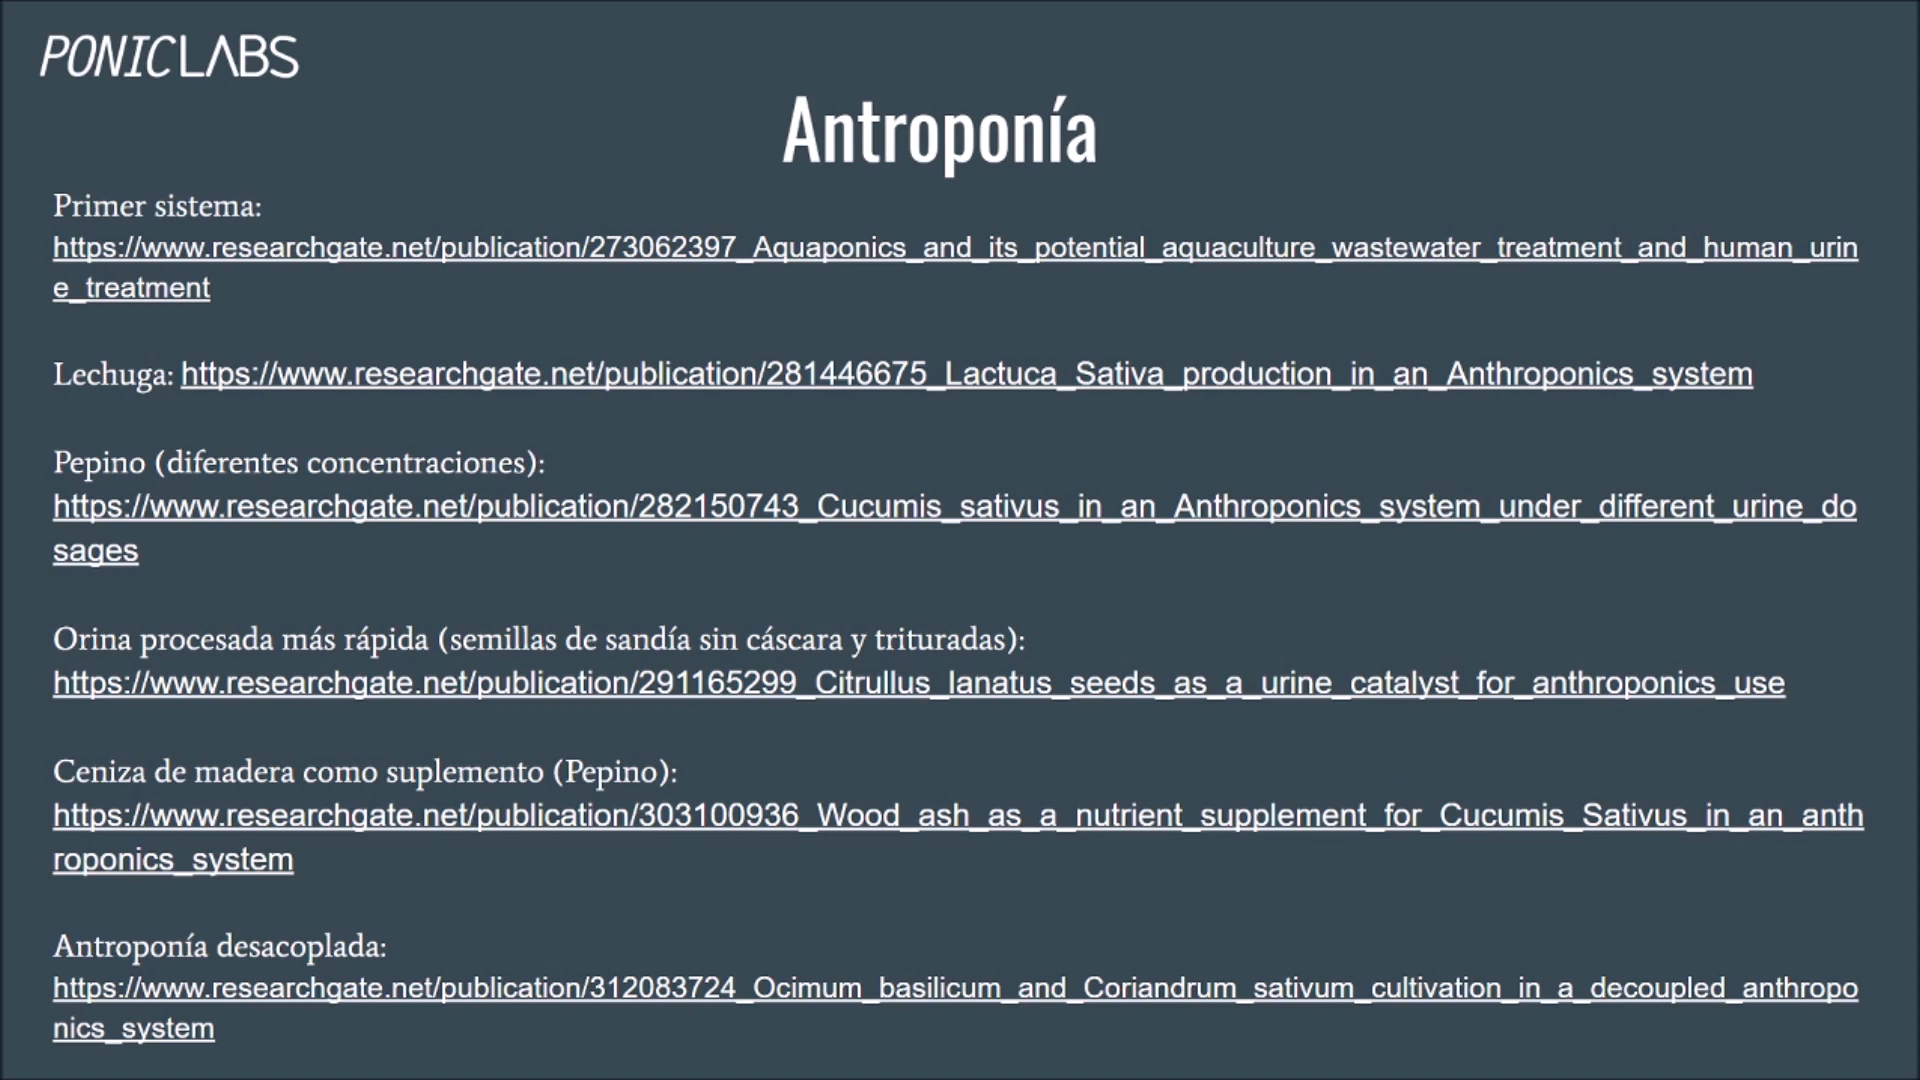 PONICLABS
Antroponía
Primer sistema:
https://www.researchgate.net/publication/273062397_Aquaponics_and_its_potential_aquaculture_wastewater_treatment_and_human_urin
e_treatment
Lechuga: https://www.researchgate.net/publication/281446675_Lactuca_Sativa_production_in_an_Anthroponics_system
Pepino (diferentes concentraciones):
https://www.researchgate.net/publication/282150743_Cucumis_sativus_in_an_Anthroponics_system_under_different_urine_do
sages
Orina procesada más rápida (semillas de sandía sin cáscara y trituradas):
https://www.researchgate.net/publication/291165299_Citrullus_lanatus_seeds_as_a_urine_catalyst_for_anthroponics_use
Ceniza de madera como suplemento (Pepino):
https://www.researchgate.net/publication/303100936_Wood_ash_as_a_nutrient_supplement_for_Cucumis_Sativus_in_an_anth
roponics_system
Antroponía desacoplada:
https://www.researchgate.net/publication/312083724_Ocimum_basilicum_and_Coriandrum_sativum_cultivation_in_a_decoupled_anthropo
nics_system